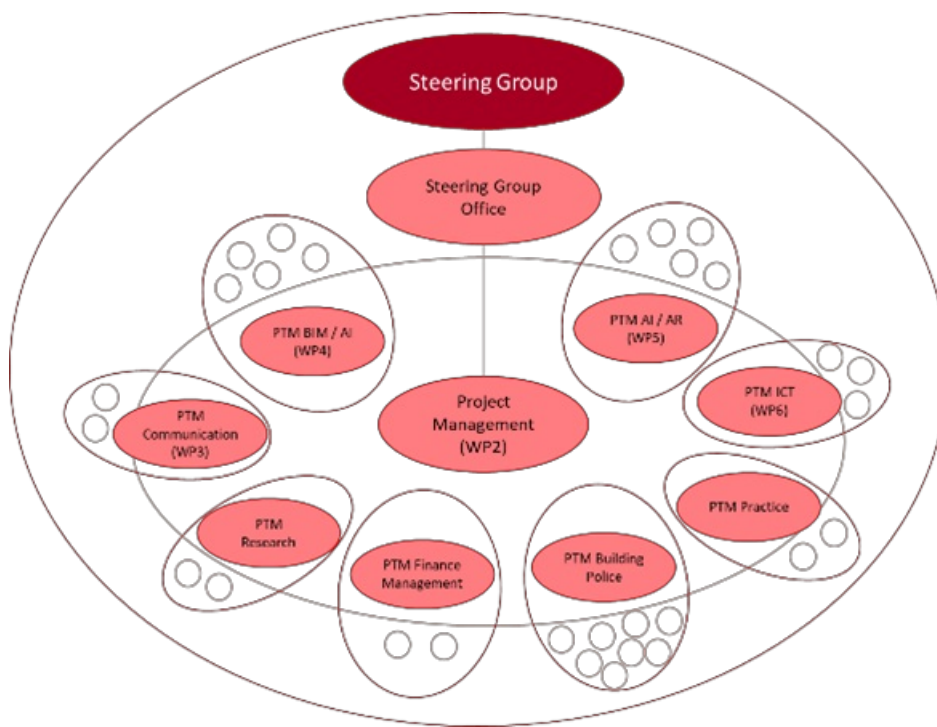 Steering Group
Steering Group
Office
PTM BIM / AI
(WP4)
PTM AI / AR
(WP5)
PTM
Communication
(WP3)
Project
Management
(WP2)
PTM ICT
(WP6)
PTM
Research
PTM Finance
Management
PTM Building
Police
PTM Practice